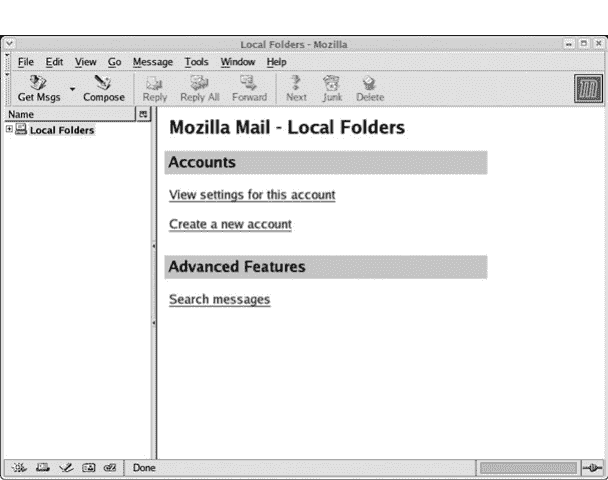 Local Folders - Mozilla
File Edit View Go Message Tools Window Help
Get Msgs Compose Reply Reply All Forward Next Junk Delete
Name
Local Folders
Mozilla Mail - Local Folders
Accounts
View settings for this account
Create a new account
Advanced Features
Search messages
Done